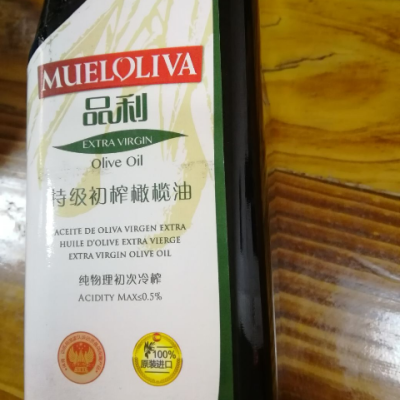 MUELOLIVA
品利
EXTRA VIRGIN
Olive Oil
特级初榨橄榄油
ACEITE DE OLIVA VIRGEN EXTRA
HUILE D'OLIVE EXTRA VIERGE
EXTRA VIRGIN OLIVE OIL
纯物理初次冷榨
ACIDITY MAX≤0.5%
100%
原装进口